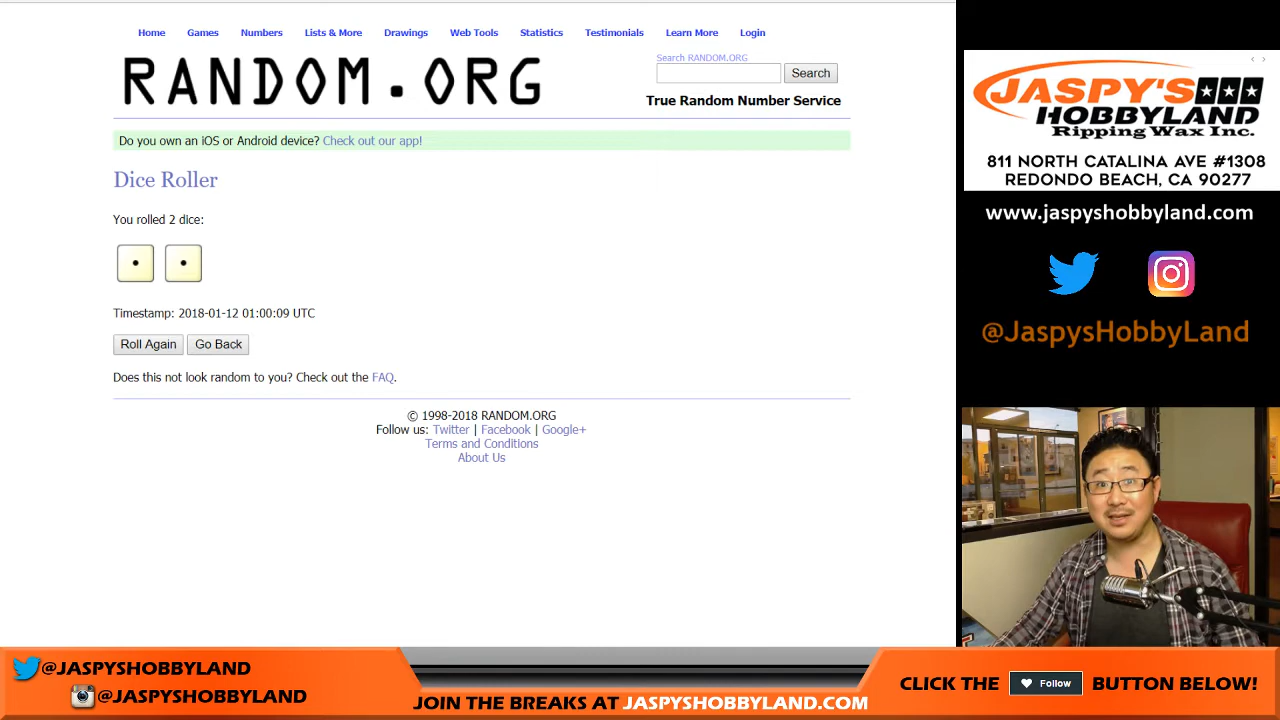 Home Games Numbers Lists & More Drawings Web Tools Statistics Testimonials Learn More Login
RANDOM.ORG
Search RANDOM.ORG
Search
True Random Number Service
Do you own an iOS or Android device? Check out our app!
Dice Roller
You rolled 2 dice:
Timestamp: 2018-01-12 01:00:09 UTC
Roll Again Go Back
Does this not look random to you? Check out the FAQ.
© 1998-2018 RANDOM.ORG
Follow us: Twitter | Facebook | Google+
Terms and Conditions
About Us
JASPY'S
HOBBYLAND
Ripping Wax Inc.
811 NORTH CATALINA AVE #1308
REDONDO BEACH, CA 90277
www.jaspyshobbyland.com
@JaspysHobbyLand
@JASPYSHOBBYLAND
@JASPYSHOBBYLAND
JOIN THE BREAKS AT JASPYSHOBBYLAND.COM
CLICK THE Follow BUTTON BELOW!